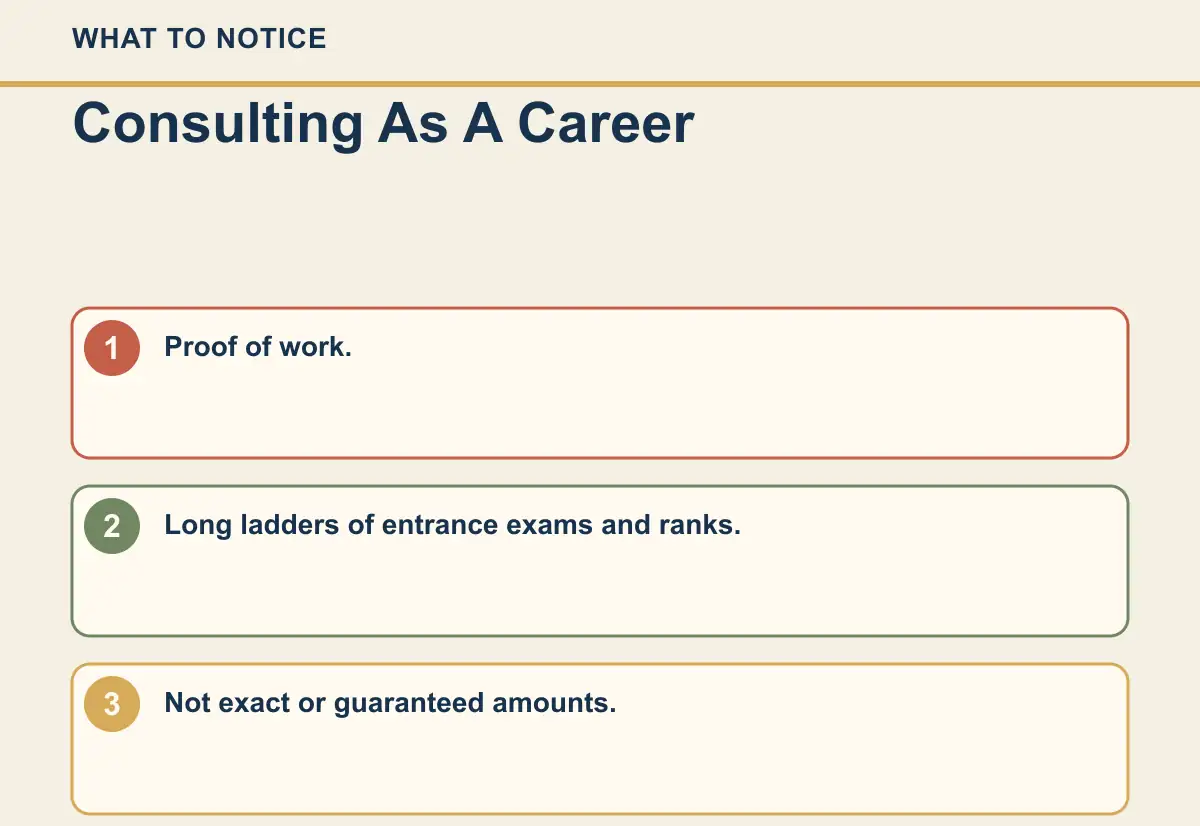 WHAT TO NOTICE
Consulting As A Career
1 Proof of work.
2 Long ladders of entrance exams and ranks.
3 Not exact or guaranteed amounts.